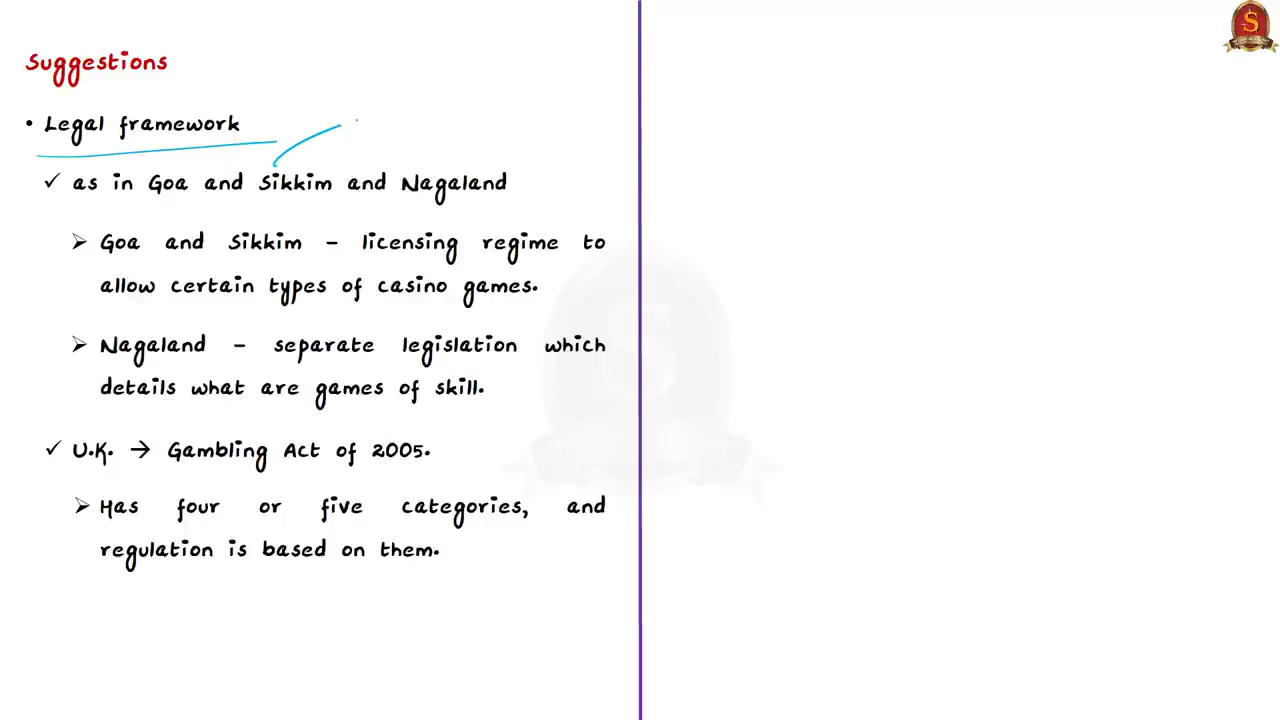 Suggestions
• Legal framework
✓ as in Goa and Sikkim and Nagaland
➢ Goa and Sikkim – licensing regime to
allow certain types of casino games.
➢ Nagaland – separate legislation which
details what are games of skill.
✓ U.K. → Gambling Act of 2005.
➢ Has four or five categories, and
regulation is based on them.
S
S